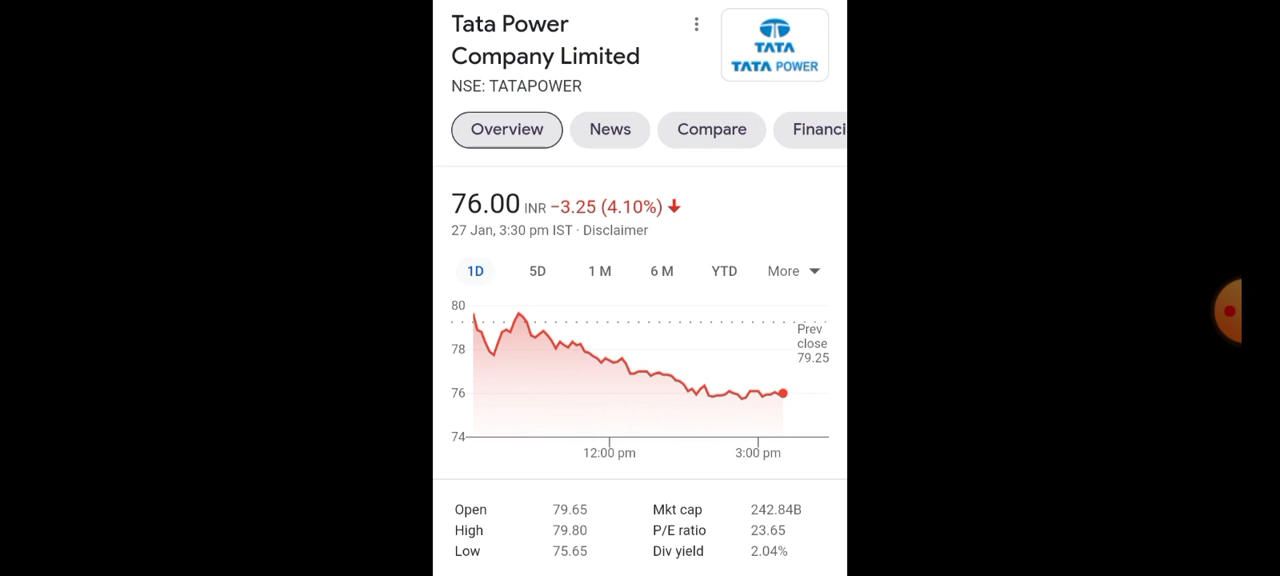 Tata Power
Company Limited
TATA
TATA POWER
NSE: TATAPOWER
Overview News Compare Financi
76.00 INR −3.25 (4.10%)
27 Jan, 3:30 pm IST · Disclaimer
1D 5D 1 M 6 M YTD More
80
Prev
close
79.25
78
76
74
12:00 pm 3:00 pm
Open 79.65 Mkt cap 242.84B
High 79.80 P/E ratio 23.65
Low 75.65 Div yield 2.04%